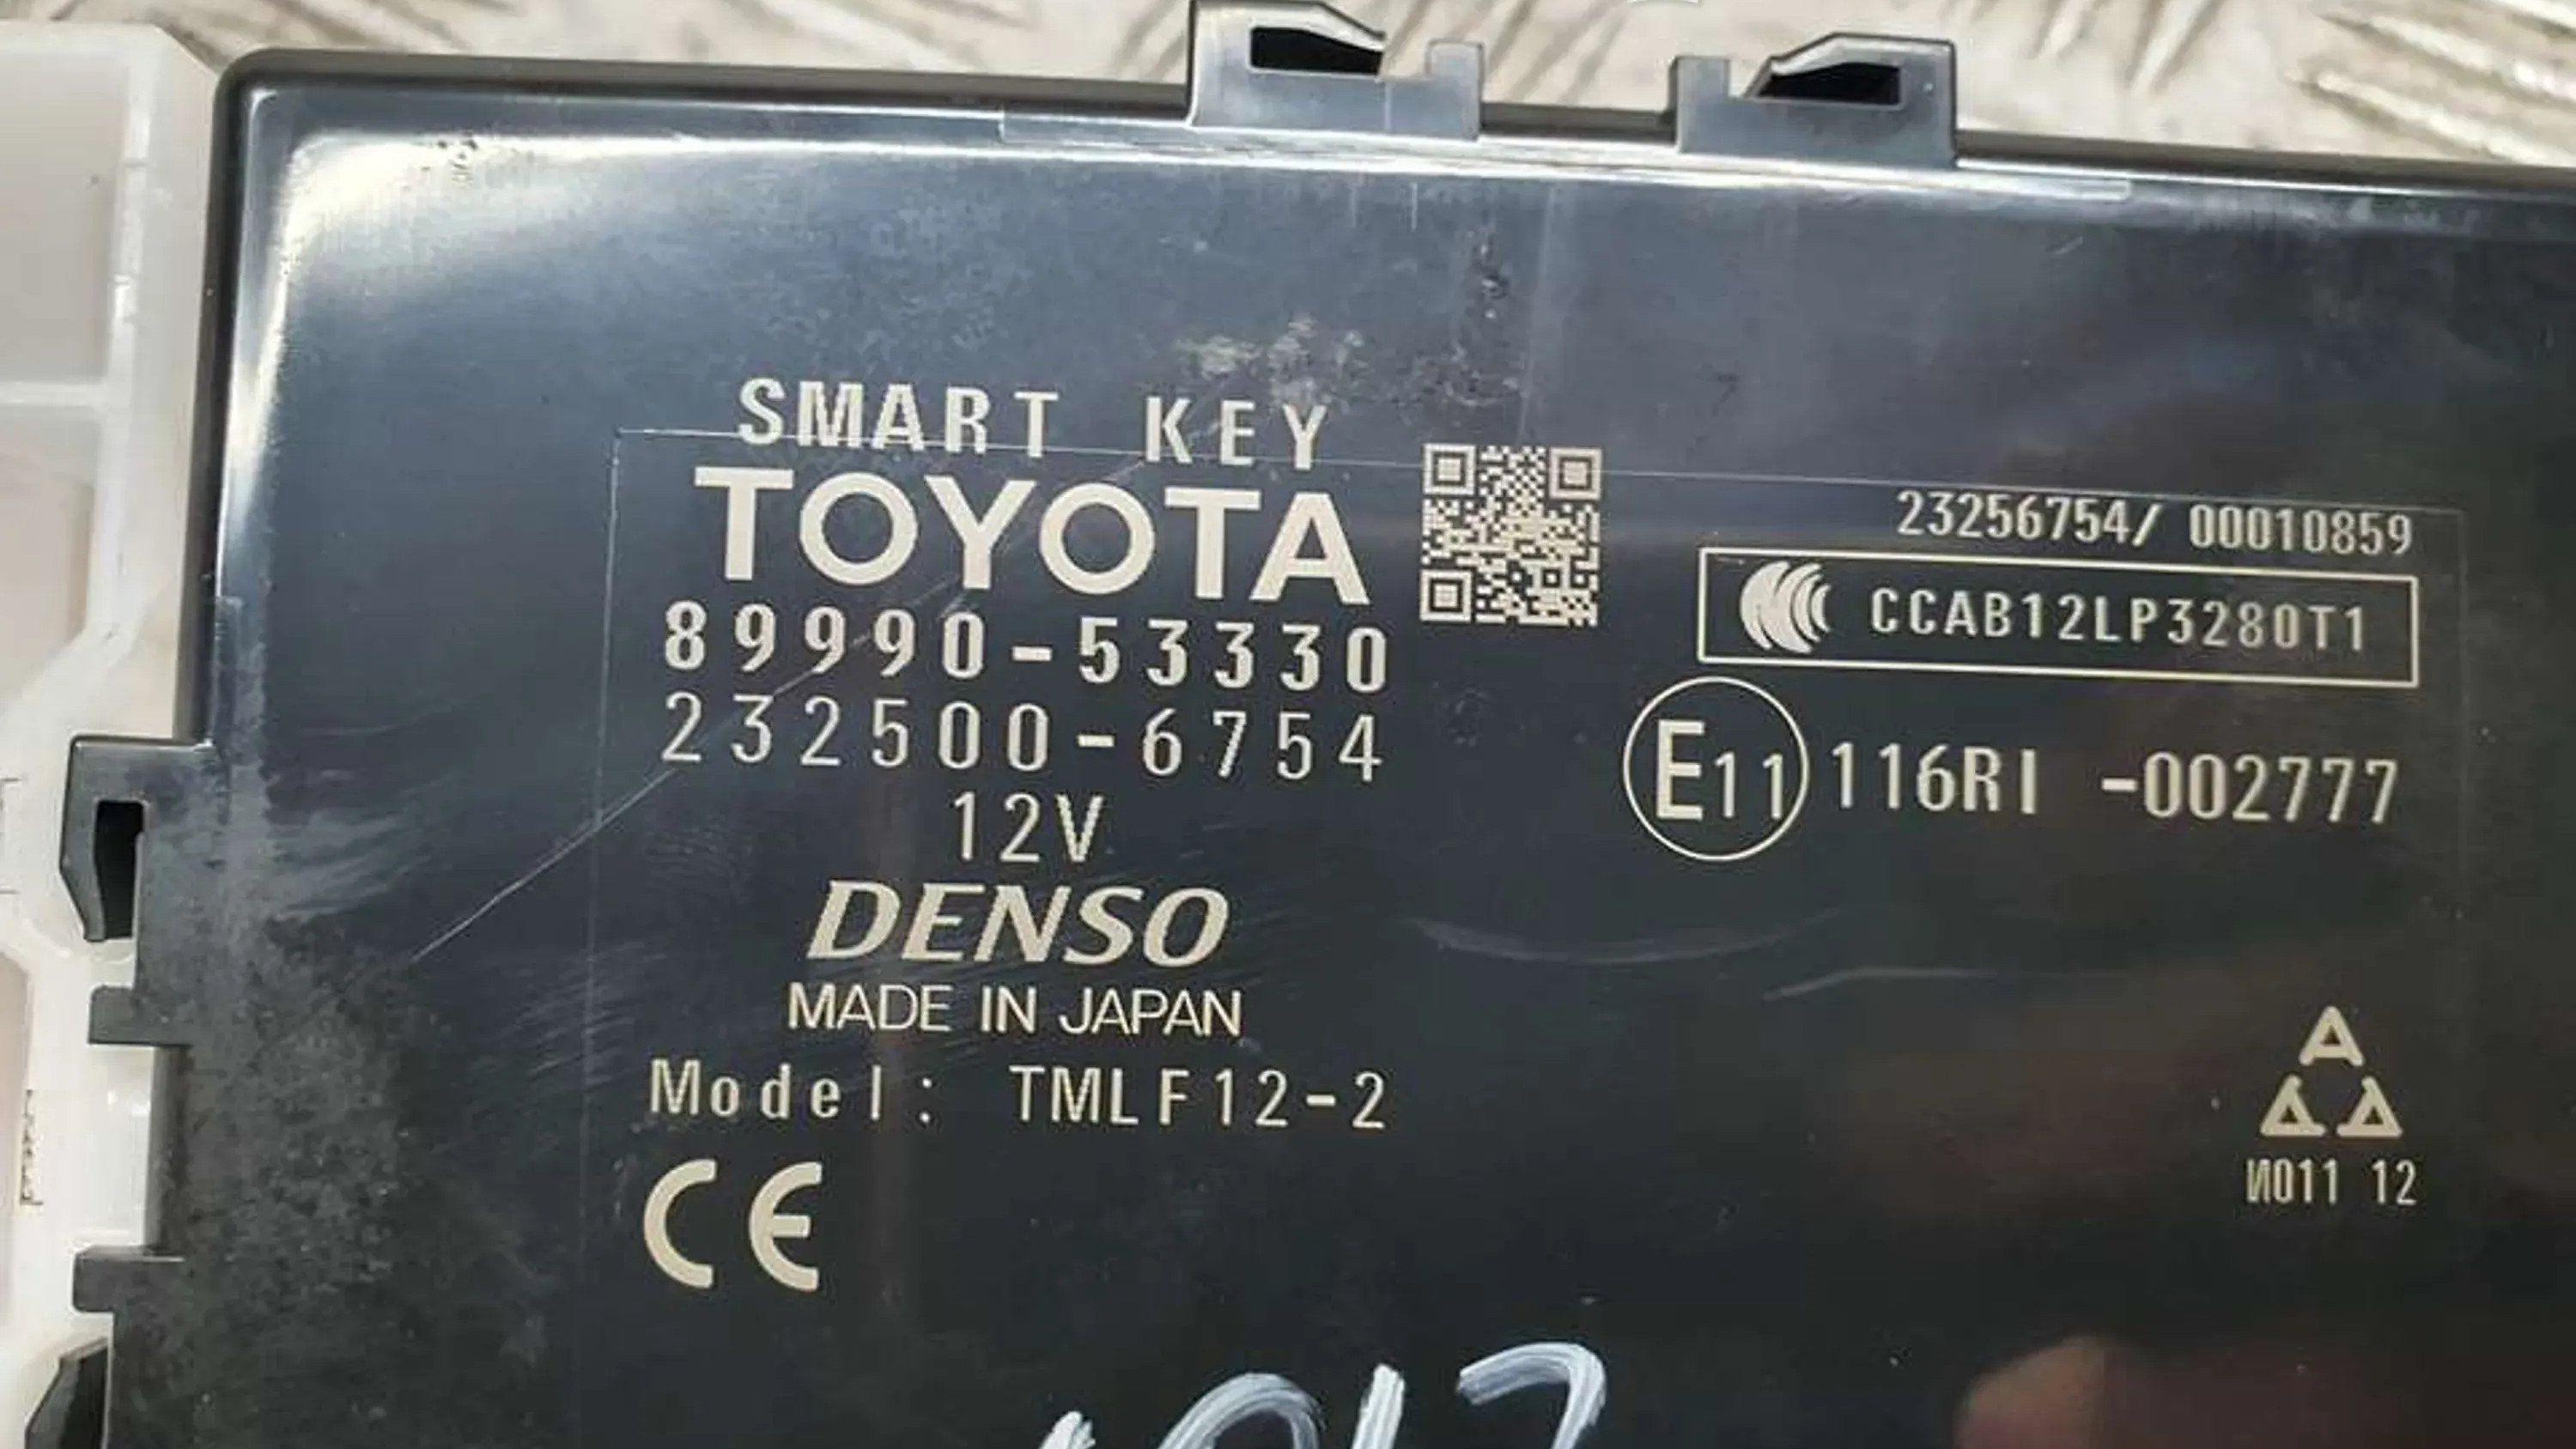 SMART KEY
TOYOTA
89990-53330
232500-6754
12V
DENSO
MADE IN JAPAN
Model: TMLF12-2
CE
23256754/ 00010859
CCAB12LP3280T1
E11 116RI -002777
A
И011 12